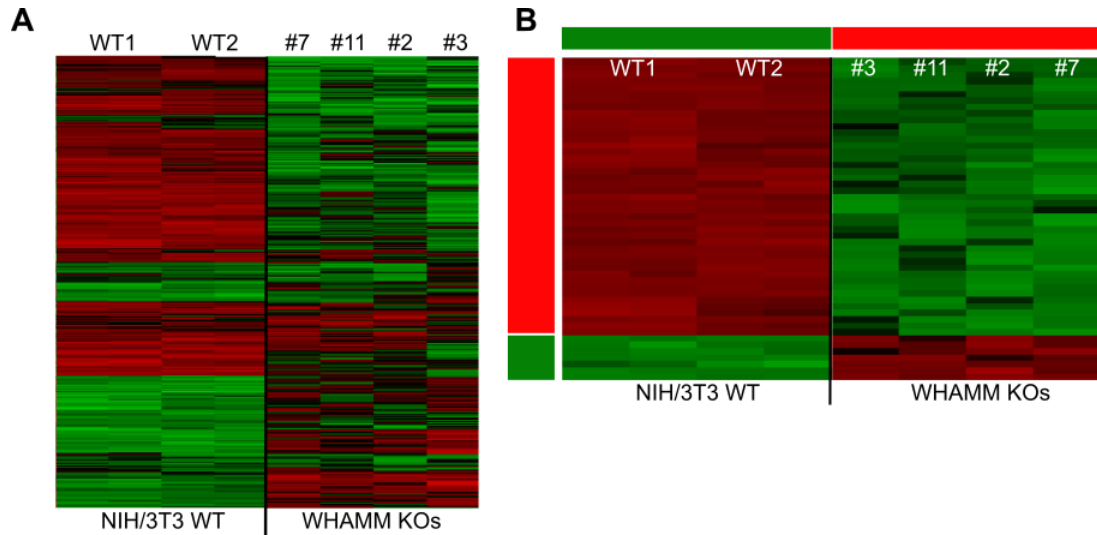 A
WT1 WT2 #7 #11 #2 #3
NIH/3T3 WT WHAMM KOs
B
WT1 WT2 #3 #11 #2 #7
NIH/3T3 WT WHAMM KOs